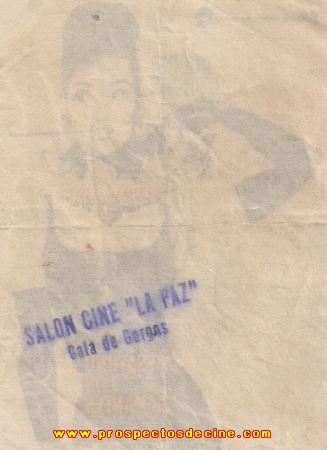 SALON CINE "LA PAZ"
Gata de Gorgos
www.prospectosdecine.com